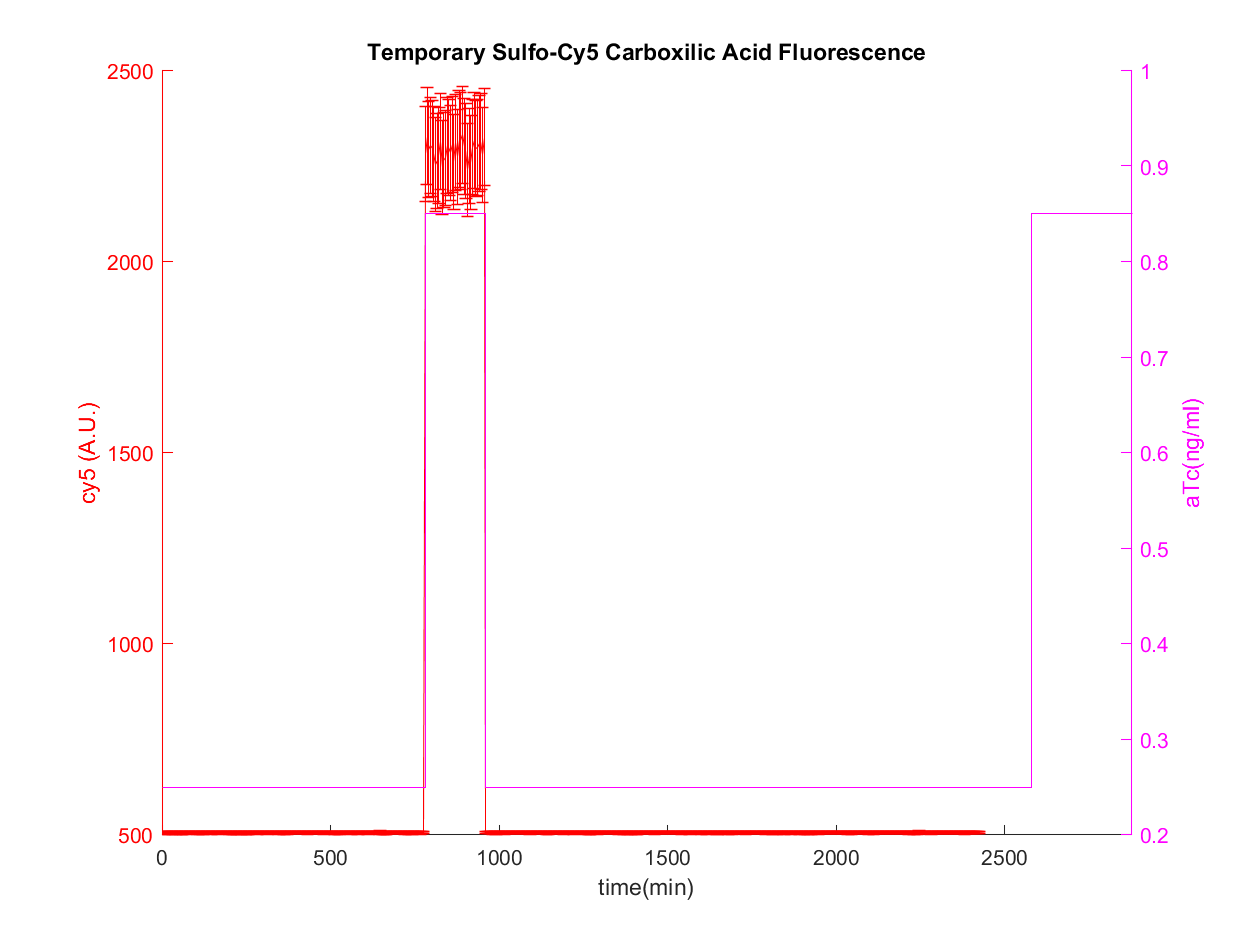 Temporary Sulfo-Cy5 Carboxilic Acid Fluorescence
2500
2000
1500
1000
500
cy5 (A.U.)
1
0.9
0.8
0.7
0.6
0.5
0.4
0.3
0.2
aTc(ng/ml)
0 500 1000 1500 2000 2500
time(min)